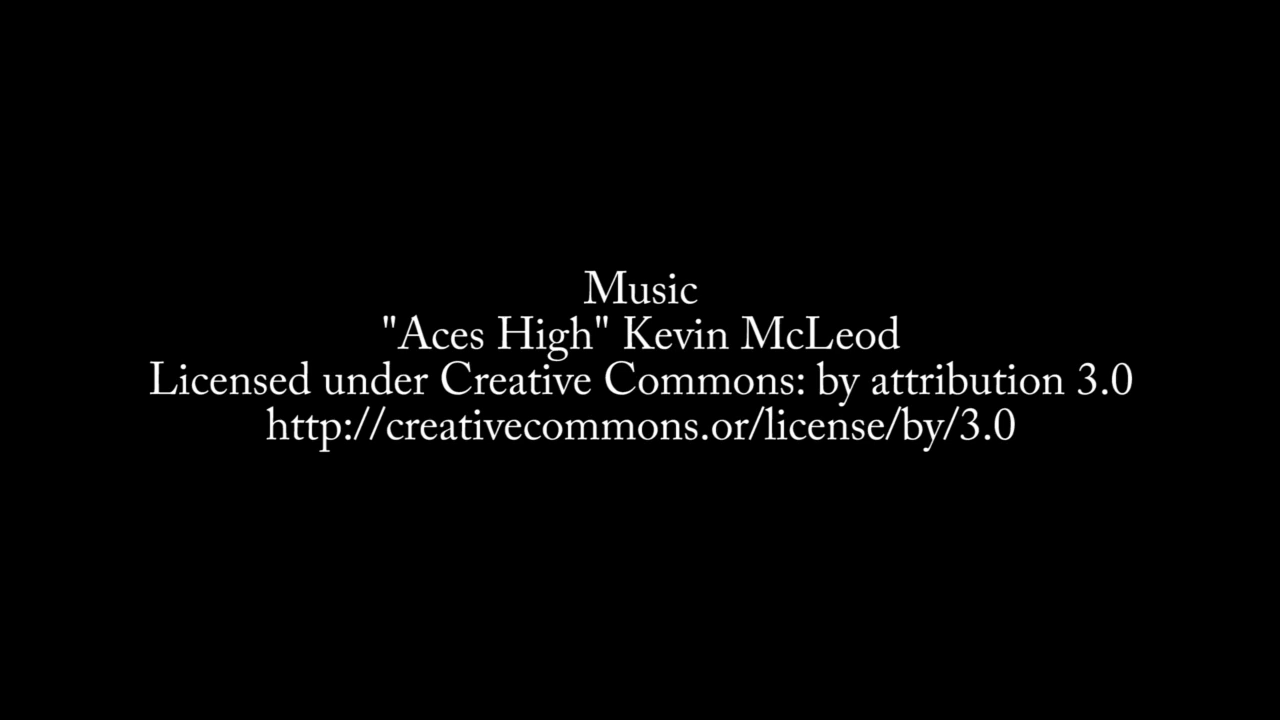 Music
"Aces High" Kevin McLeod
Licensed under Creative Commons: by attribution 3.0
http://creativecommons.or/license/by/3.0